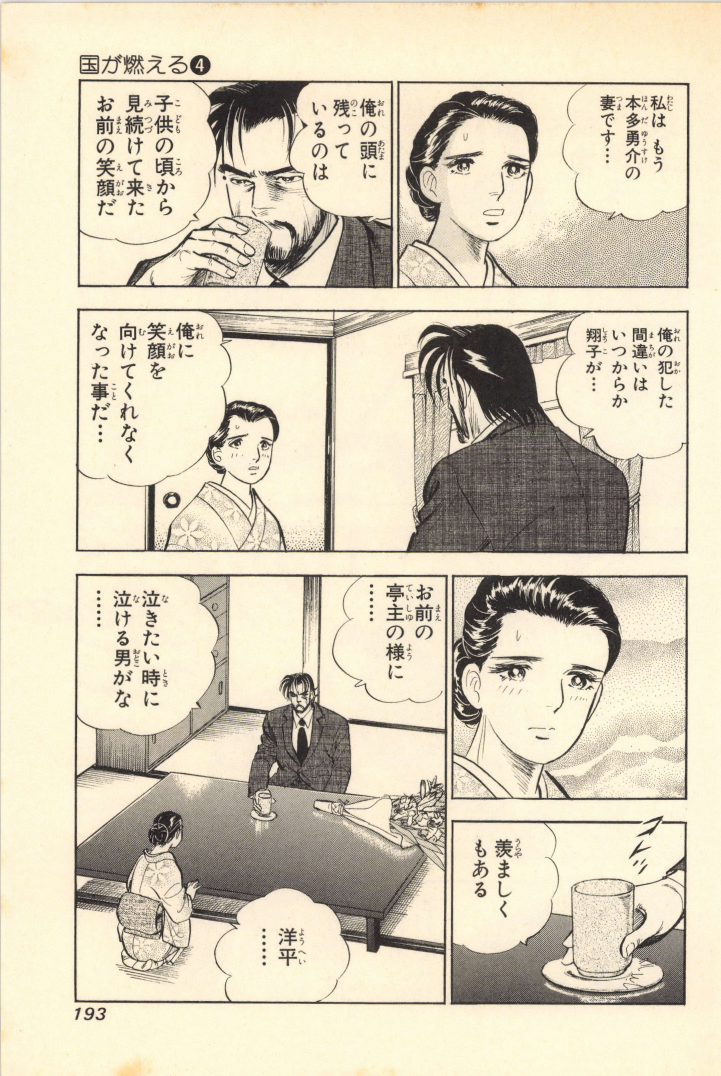 国が燃える❹
私は もう
本多勇介の
妻です…
俺の頭に
残って
いるのは
子供の頃から
見続けて来た
お前の笑顔だ
俺の犯した
間違いは
いつからか
翔子が…
俺に
笑顔を
向けてくれなく
なった事だ…
お前の
亭主の様に
……
羨ましく
もある
泣きたい時に
泣ける男がな
……
洋平
……
193